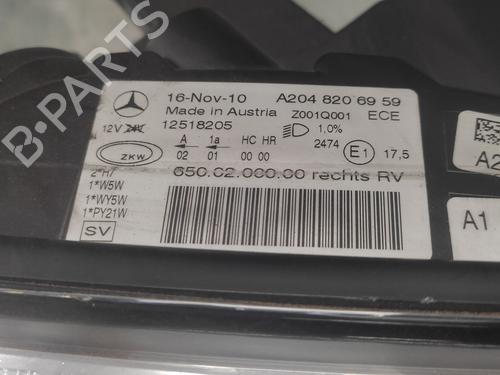 B-PARTS
16-Nov-10 A204 820 69 59
Made in Austria Z001Q001 ECE
12V 24V 12518205 1,0%
A 1a HC HR 2474 E1 17,5
ZKW 02 01 00 00
650.02.000.00 rechts RV
2*H7
1*W5W
1*WY5W
1*PY21W
SV
A2
A1